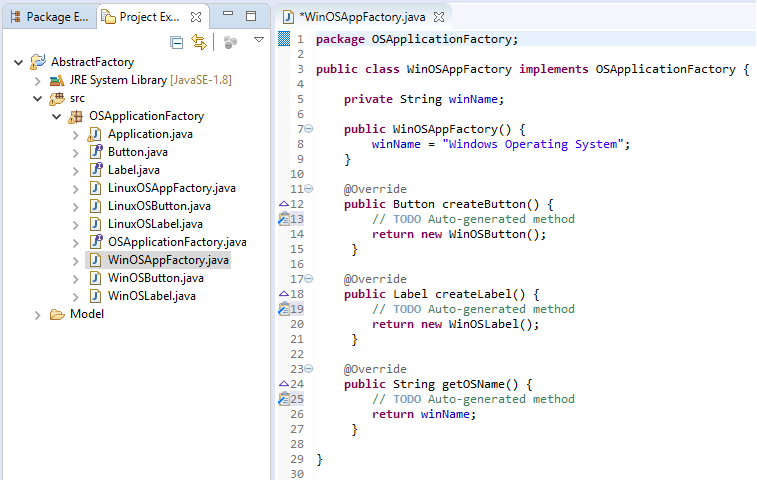 Package E...
Project Ex...
AbstractFactory
JRE System Library [JavaSE-1.8]
src
OSApplicationFactory
Application.java
Button.java
Label.java
LinuxOSAppFactory.java
LinuxOSButton.java
LinuxOSLabel.java
OSApplicationFactory.java
WinOSAppFactory.java
WinOSButton.java
WinOSLabel.java
Model
*WinOSAppFactory.java
1 package OSApplicationFactory;
2
3 public class WinOSAppFactory implements OSApplicationFactory {
4
5 private String winName;
6
7 public WinOSAppFactory() {
8 winName = "Windows Operating System";
9 }
10
11 @Override
12 public Button createButton() {
13 // TODO Auto-generated method
14 return new WinOSButton();
15 }
16
17 @Override
18 public Label createLabel() {
19 // TODO Auto-generated method
20 return new WinOSLabel();
21 }
22
23 @Override
24 public String getOSName() {
25 // TODO Auto-generated method
26 return winName;
27 }
28
29 }
30